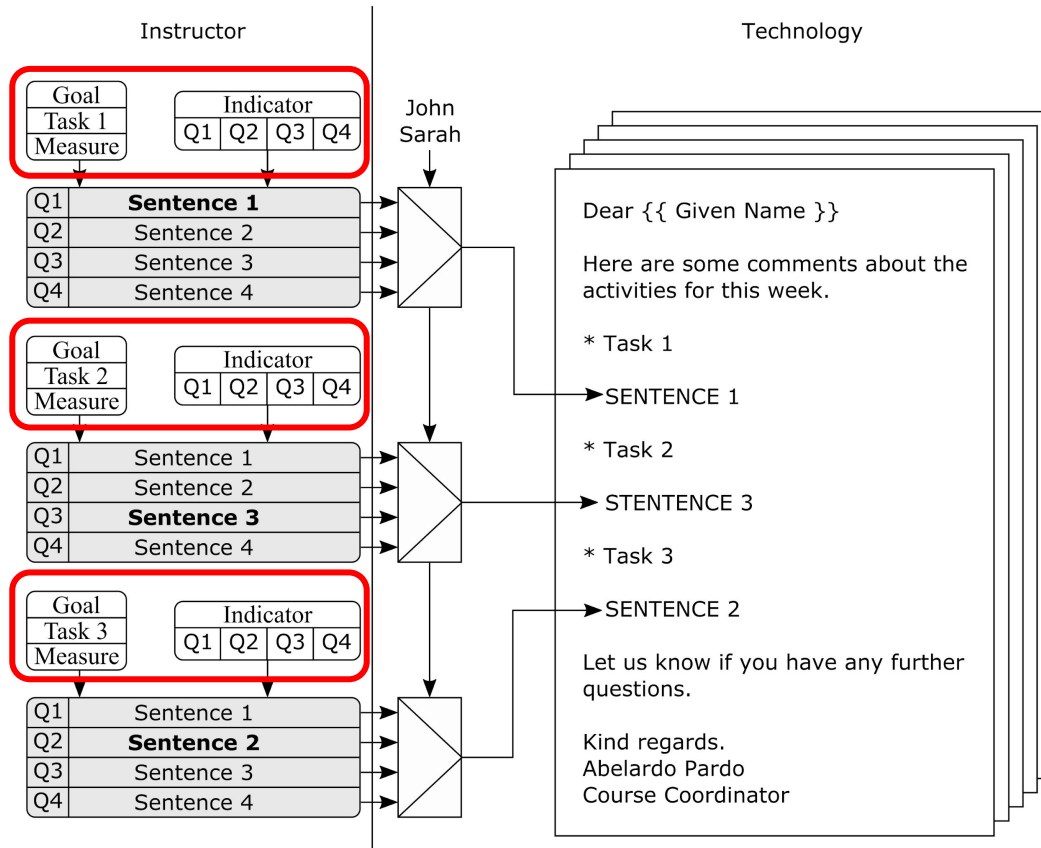 Instructor
Technology
Goal
Task 1
Measure
Indicator
Q1 Q2 Q3 Q4
John
Sarah
Q1 Sentence 1
Q2 Sentence 2
Q3 Sentence 3
Q4 Sentence 4
Goal
Task 2
Measure
Indicator
Q1 Q2 Q3 Q4
Q1 Sentence 1
Q2 Sentence 2
Q3 Sentence 3
Q4 Sentence 4
Goal
Task 3
Measure
Indicator
Q1 Q2 Q3 Q4
Q1 Sentence 1
Q2 Sentence 2
Q3 Sentence 3
Q4 Sentence 4
Dear {{ Given Name }}
Here are some comments about the
activities for this week.
* Task 1
SENTENCE 1
* Task 2
STENTENCE 3
* Task 3
SENTENCE 2
Let us know if you have any further
questions.
Kind regards.
Abelardo Pardo
Course Coordinator